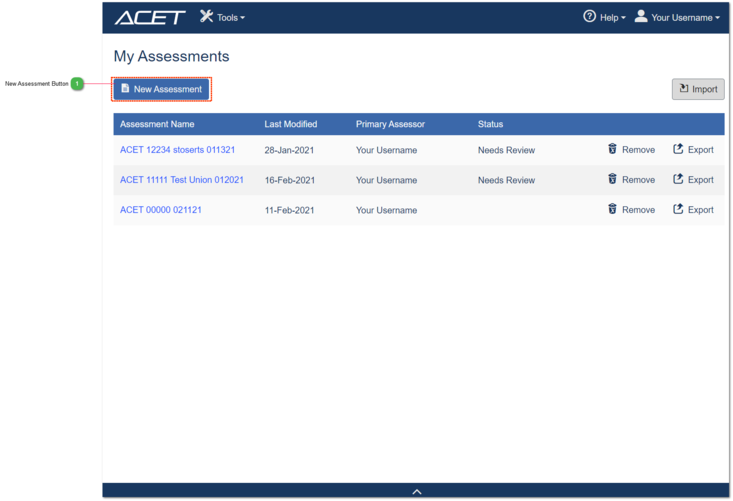 ACET Tools Help Your Username
My Assessments
New Assessment Button 1 New Assessment Import
Assessment Name Last Modified Primary Assessor Status
ACET 12234 stoserts 011321 28-Jan-2021 Your Username Needs Review Remove Export
ACET 11111 Test Union 012021 16-Feb-2021 Your Username Needs Review Remove Export
ACET 00000 021121 11-Feb-2021 Your Username Remove Export